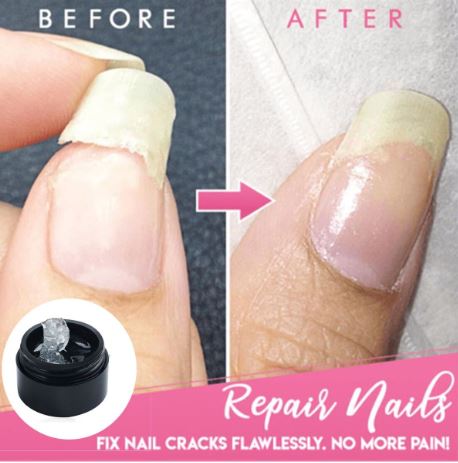 BEFORE
AFTER
Repair Nails
FIX NAIL CRACKS FLAWLESSLY. NO MORE PAIN!